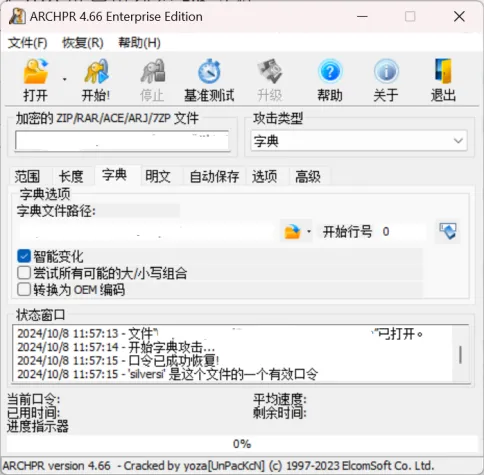 ARCHPR 4.66 Enterprise Edition
文件(F) 恢复(R) 帮助(H)
打开 开始! 停止 基准测试 升级 帮助 关于 退出
加密的 ZIP/RAR/ACE/ARJ/7ZP 文件 攻击类型
字典
范围 长度 字典 明文 自动保存 选项 高级
字典选项
字典文件路径:
开始行号 0
智能变化
尝试所有可能的大/小写组合
转换为 OEM 编码
状态窗口
2024/10/8 11:57:13 - 文件" "已打开。
2024/10/8 11:57:14 - 开始字典攻击...
2024/10/8 11:57:15 - 口令已成功恢复!
2024/10/8 11:57:15 - 'silversi' 是这个文件的一个有效口令
当前口令: 平均速度:
已用时间: 剩余时间:
进度指示器
0%
ARCHPR version 4.66 - Cracked by yoza[UnPacKcN] (c) 1997-2023 ElcomSoft Co. Ltd.